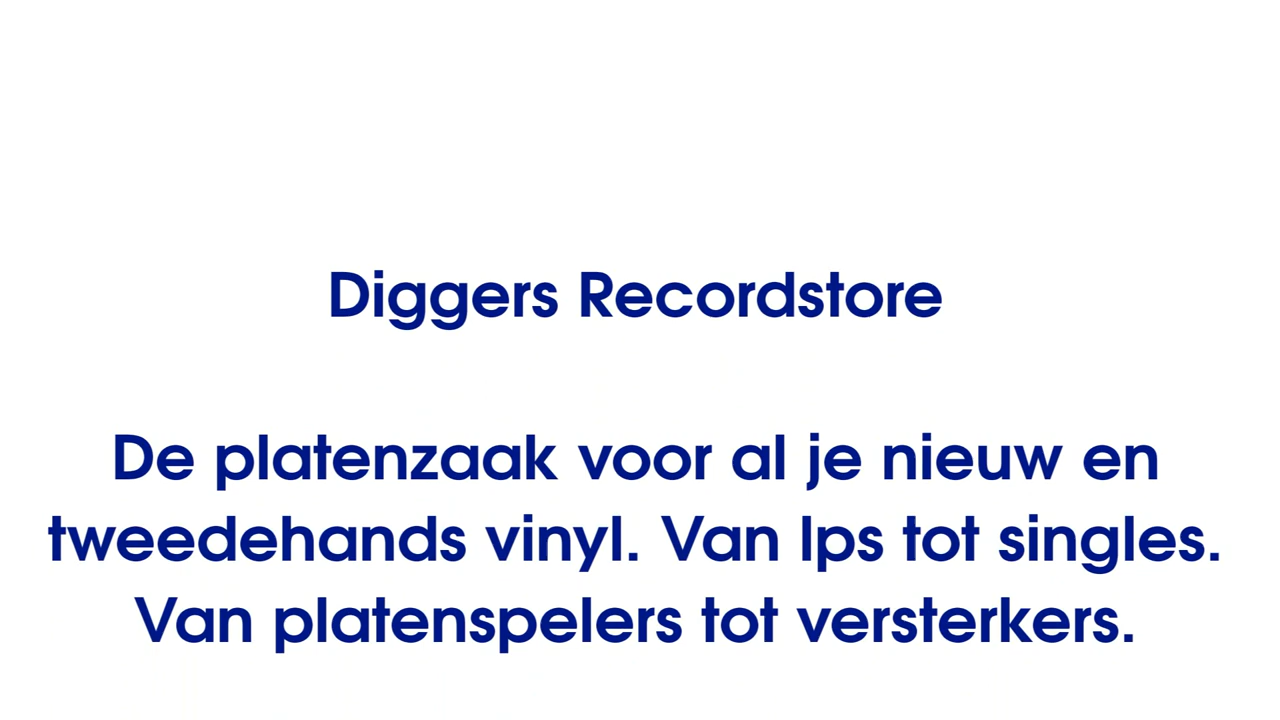 Diggers Recordstore
De platenzaak voor al je nieuw en
tweedehands vinyl. Van lps tot singles.
Van platenspelers tot versterkers.